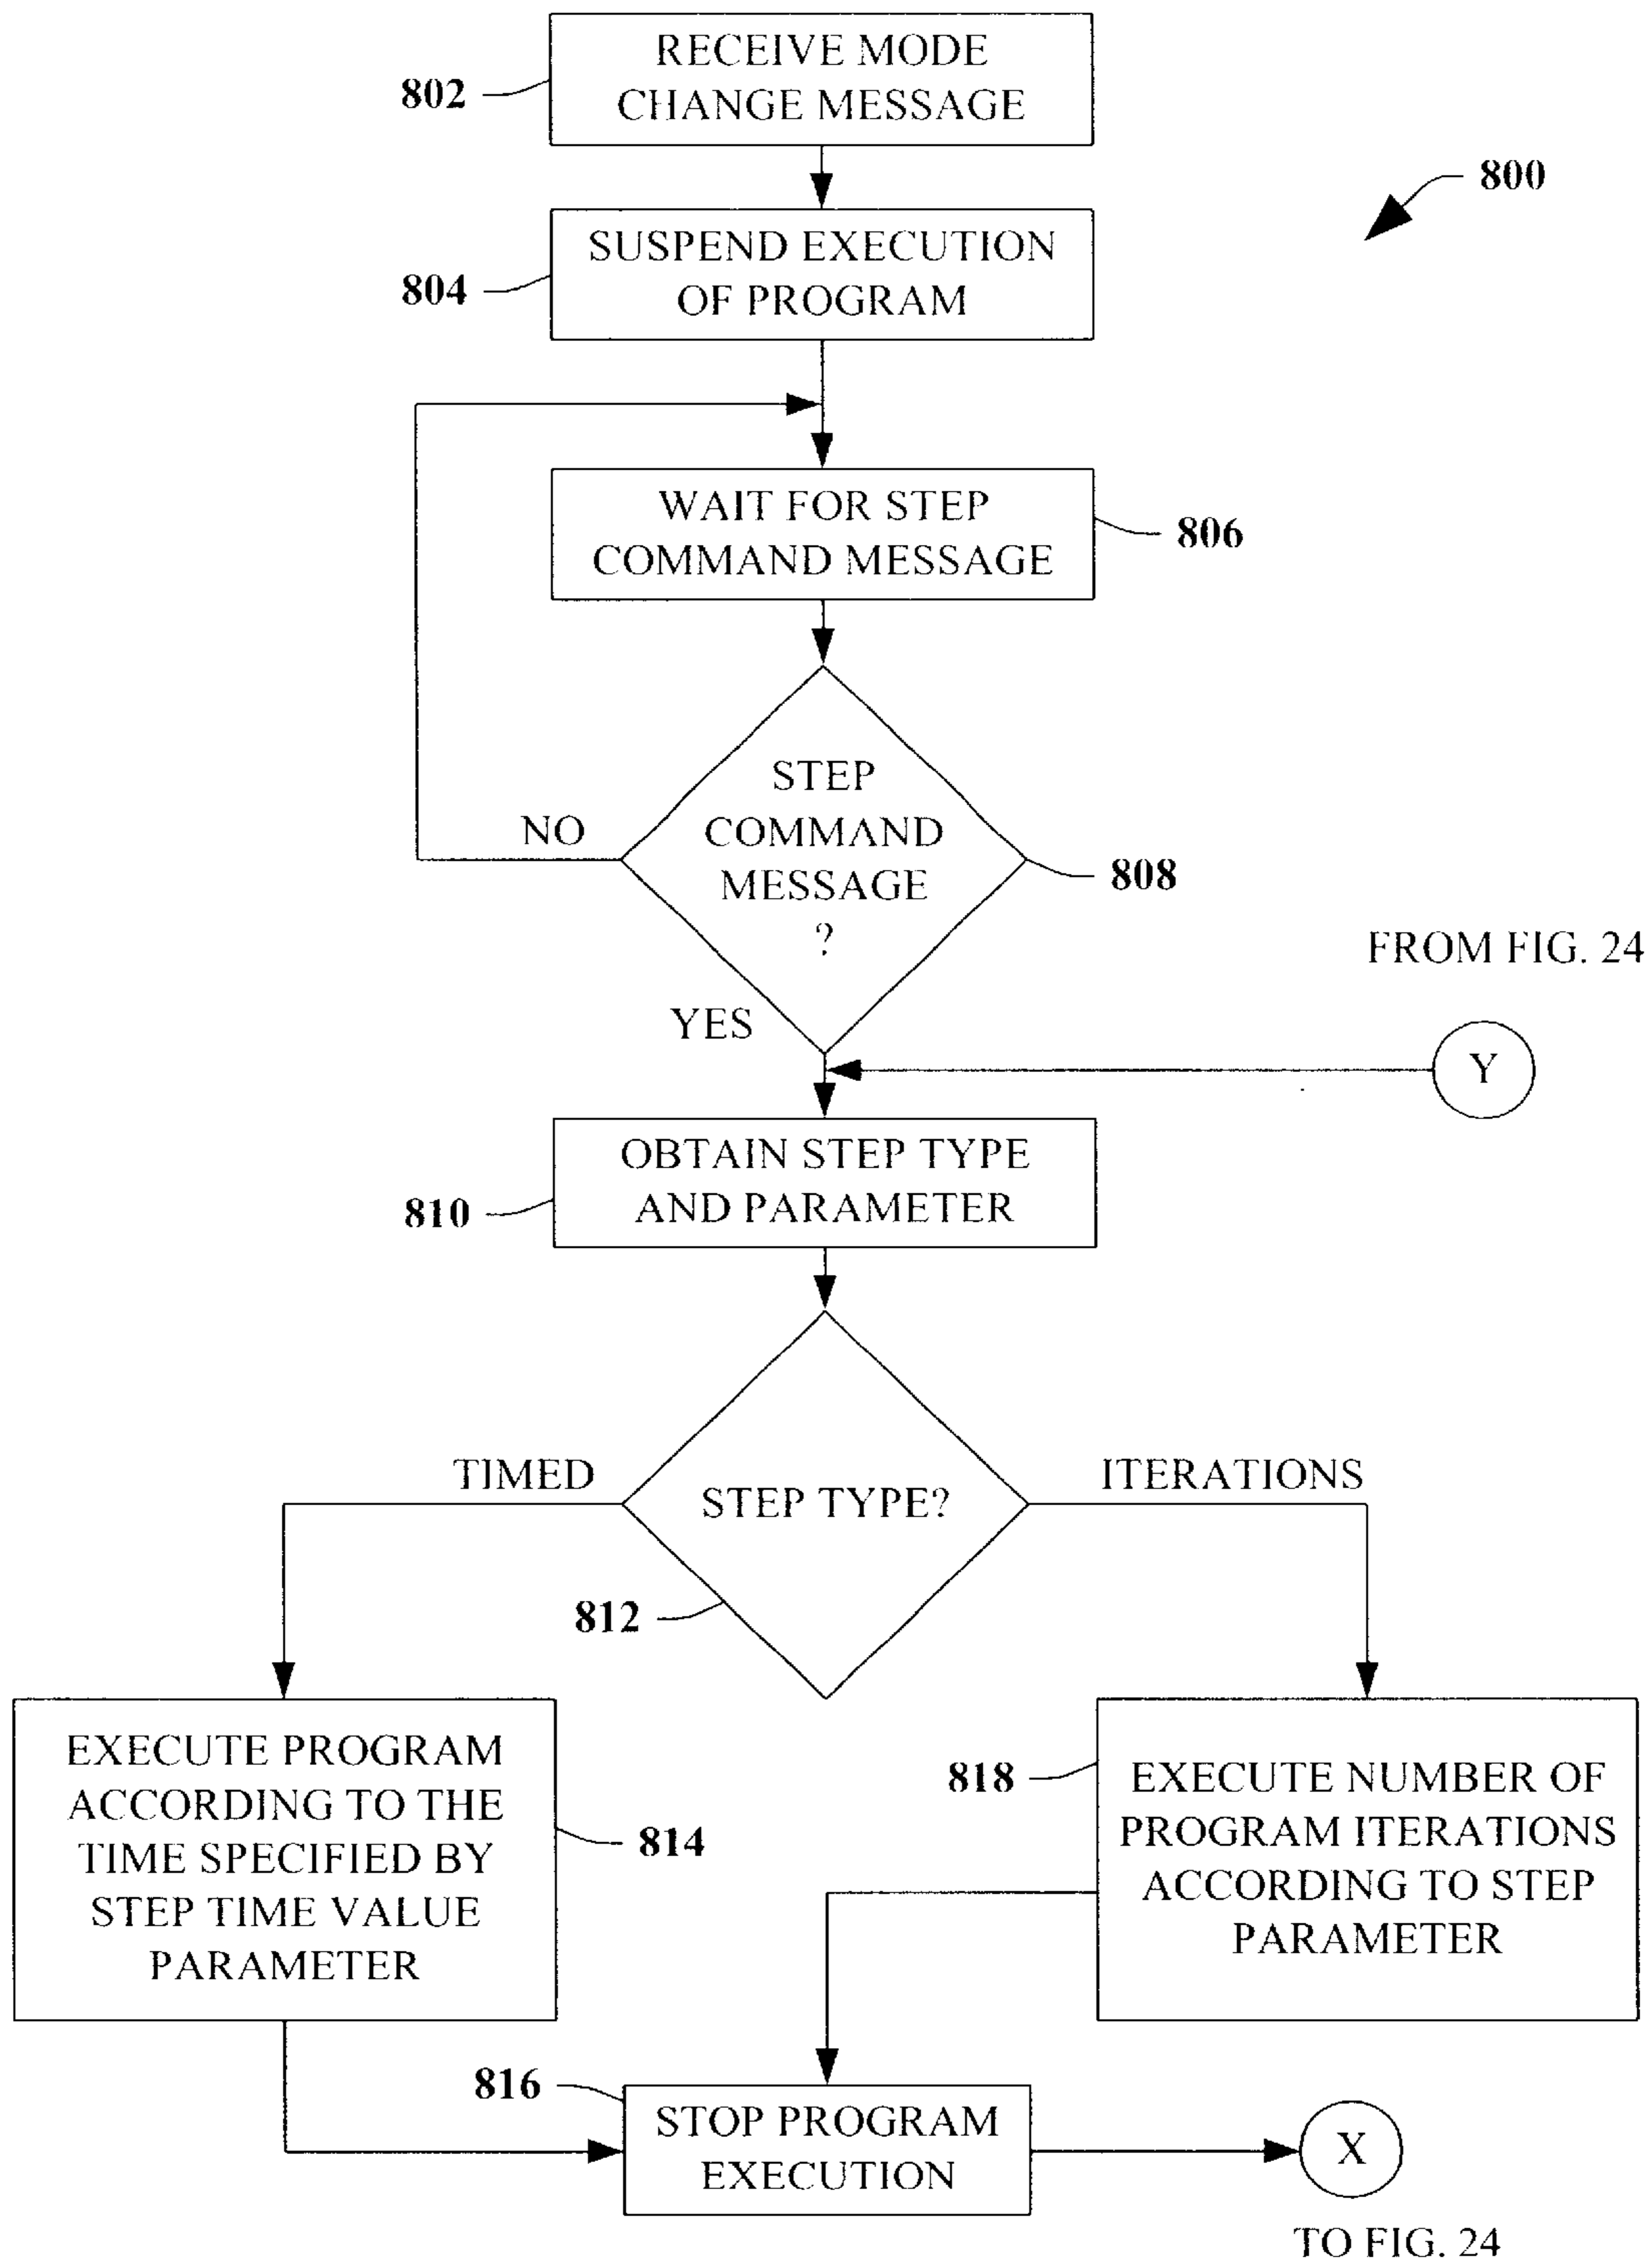 RECEIVE MODE
CHANGE MESSAGE
802
800
SUSPEND EXECUTION
OF PROGRAM
804
WAIT FOR STEP
COMMAND MESSAGE
806
STEP
COMMAND
MESSAGE
?
NO
808
FROM FIG. 24
YES
Y
OBTAIN STEP TYPE
AND PARAMETER
810
TIMED
ITERATIONS
STEP TYPE?
812
EXECUTE PROGRAM
ACCORDING TO THE
TIME SPECIFIED BY
STEP TIME VALUE
PARAMETER
814
818
EXECUTE NUMBER OF
PROGRAM ITERATIONS
ACCORDING TO STEP
PARAMETER
816
STOP PROGRAM
EXECUTION
X
TO FIG. 24